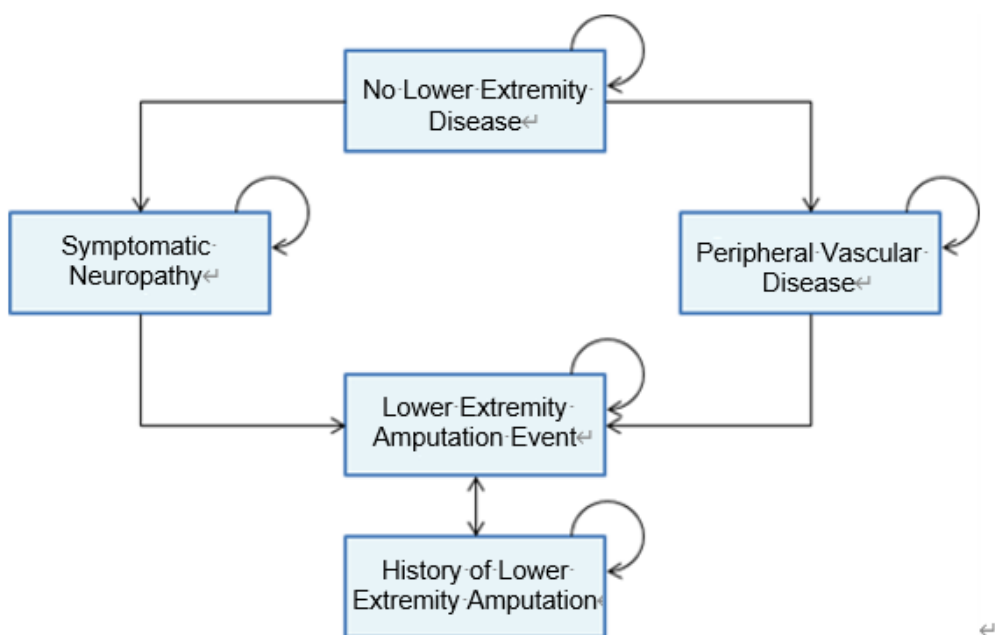 No Lower Extremity
Disease
Symptomatic
Neuropathy
Peripheral Vascular
Disease
Lower Extremity
Amputation Event
History of Lower
Extremity Amputation